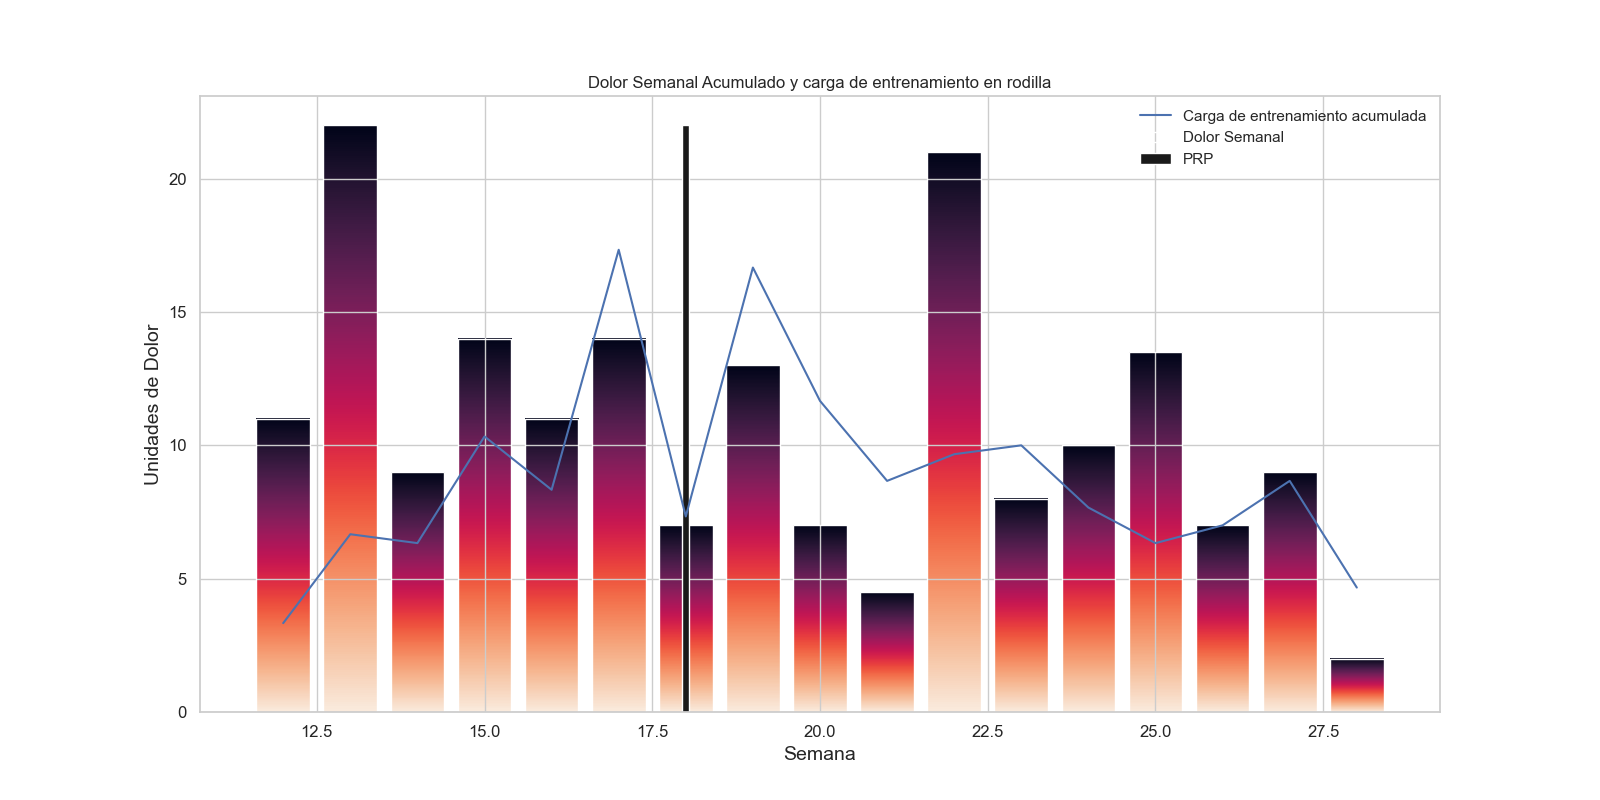 Dolor Semanal Acumulado y carga de entrenamiento en rodilla
Carga de entrenamiento acumulada
Dolor Semanal
PRP
Unidades de Dolor
20
15
10
5
0
12.5 15.0 17.5 20.0 22.5 25.0 27.5
Semana